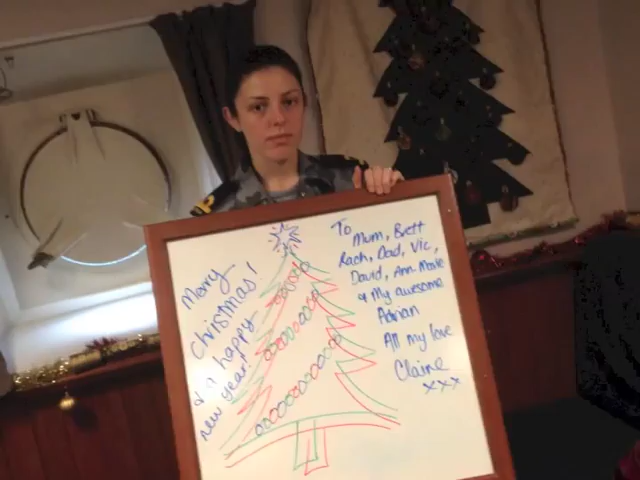 Merry
Christmas!
& a happy
new year!
To
Mum, Brett
Rach, Dad, Vic,
David, Ann-Marie
& My awesome
Adrian
All my love
Claire
xxx